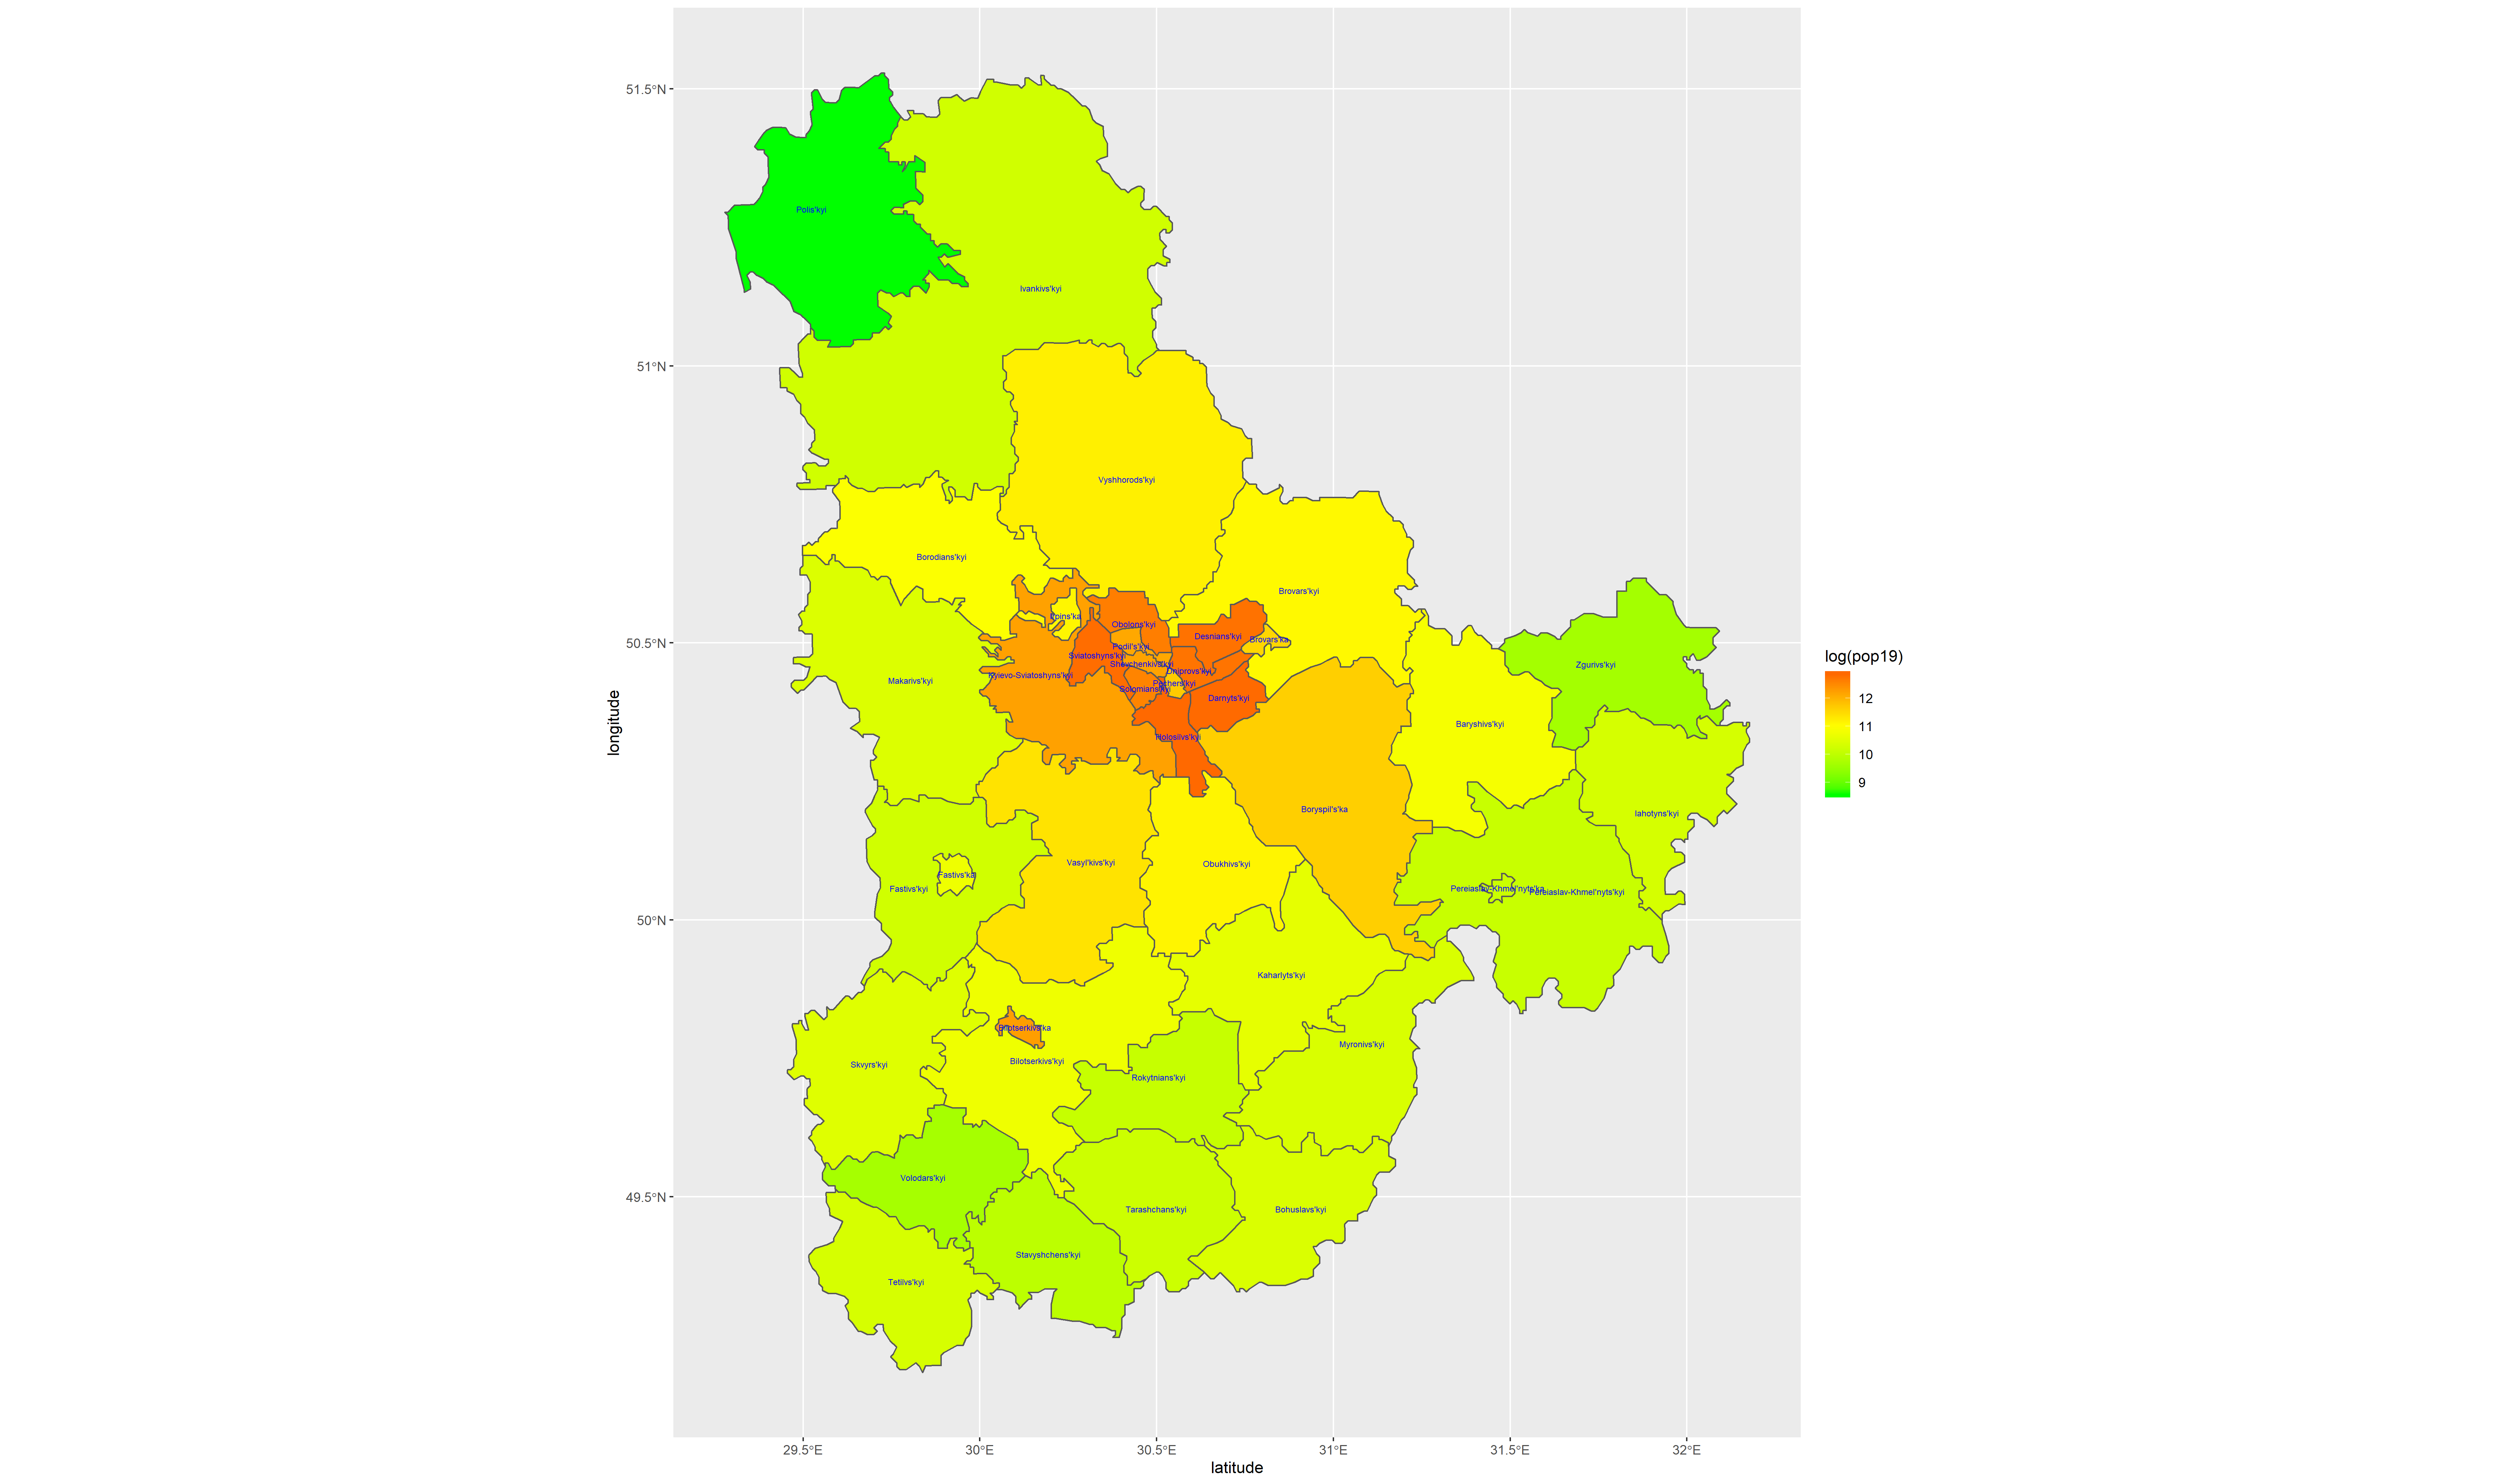 51.5°N
51°N
50.5°N
50°N
49.5°N
longitude
Polis'kyi
Ivankivs'kyi
Vyshhorods'kyi
Borodians'kyi
Brovars'kyi
Obolons'kyi
Desnians'kyi
Brovars'ka
Podil's'kyi
Sviatoshyns'kyi
Shevchenkivs'kyi
Dniprovs'kyi
Kyievo-Sviatoshyns'kyi
Pechers'kyi
Solomians'kyi
Darnyts'kyi
Makarivs'kyi
Zgurivs'kyi
Baryshivs'kyi
Holosiivs'kyi
Boryspil's'ka
Iahotyns'kyi
Vasyl'kivs'kyi
Obukhivs'kyi
Fastivs'ka
Fastivs'kyi
Pereiaslav-Khmel'nyts'ka
Pereiaslav-Khmel'nyts'kyi
Kaharlyts'kyi
Bilotserkivs'ka
Myronivs'kyi
Bilotserkivs'kyi
Skvyrs'kyi
Rokytnians'kyi
Volodars'kyi
Tarashchans'kyi
Bohuslavs'kyi
Stavyshchens'kyi
Tetiivs'kyi
29.5°E
30°E
30.5°E
31°E
31.5°E
32°E
latitude
log(pop19)
12
11
10
9